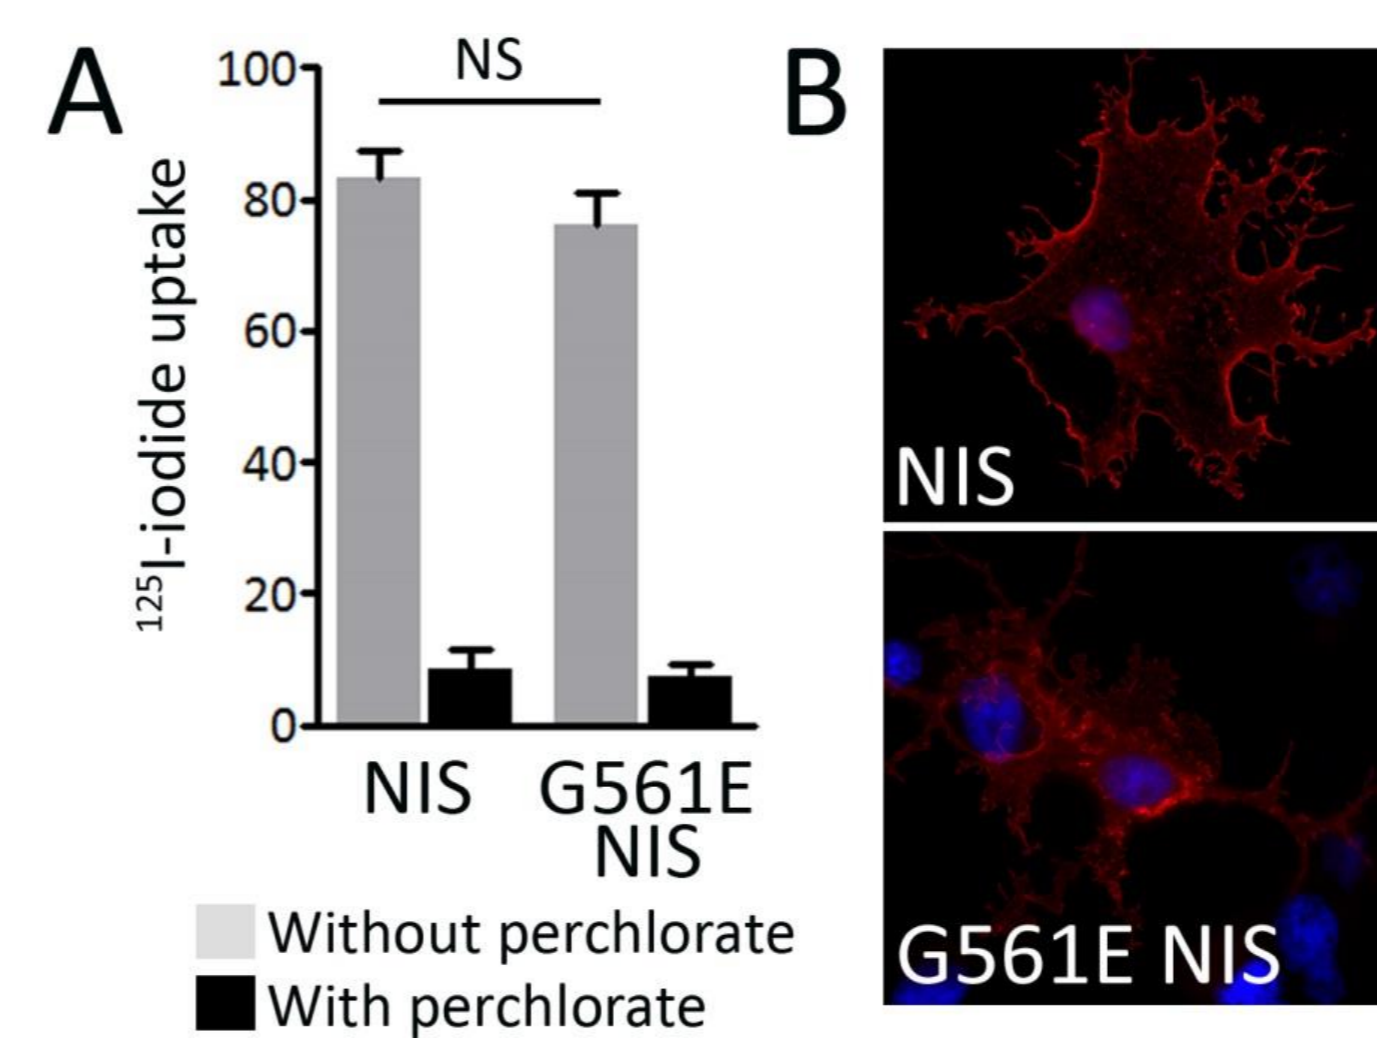 A
100
80
60
40
20
0
¹²⁵I-iodide uptake
NS
NIS
G561E
NIS
Without perchlorate
With perchlorate
B
NIS
G561E NIS